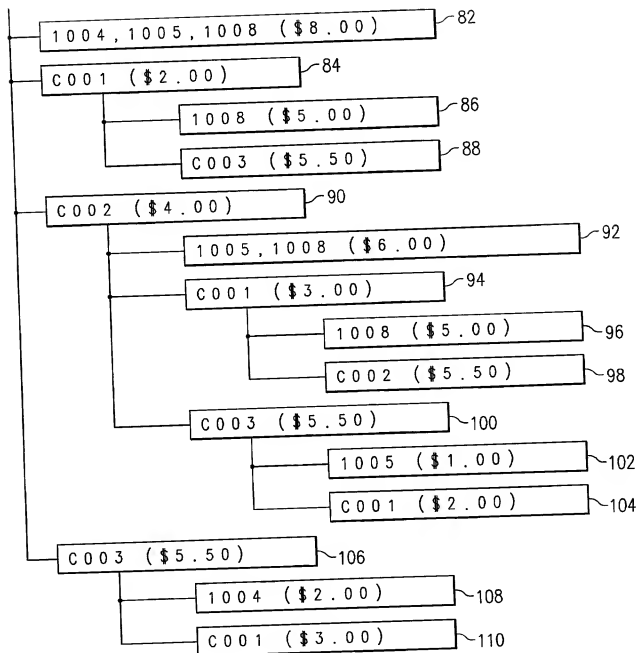 1004,1005,1008 ($8.00) 82
C001 ($2.00) 84
1008 ($5.00) 86
C003 ($5.50) 88
C002 ($4.00) 90
1005,1008 ($6.00) 92
C001 ($3.00) 94
1008 ($5.00) 96
C002 ($5.50) 98
C003 ($5.50) 100
1005 ($1.00) 102
C001 ($2.00) 104
C003 ($5.50) 106
1004 ($2.00) 108
C001 ($3.00) 110